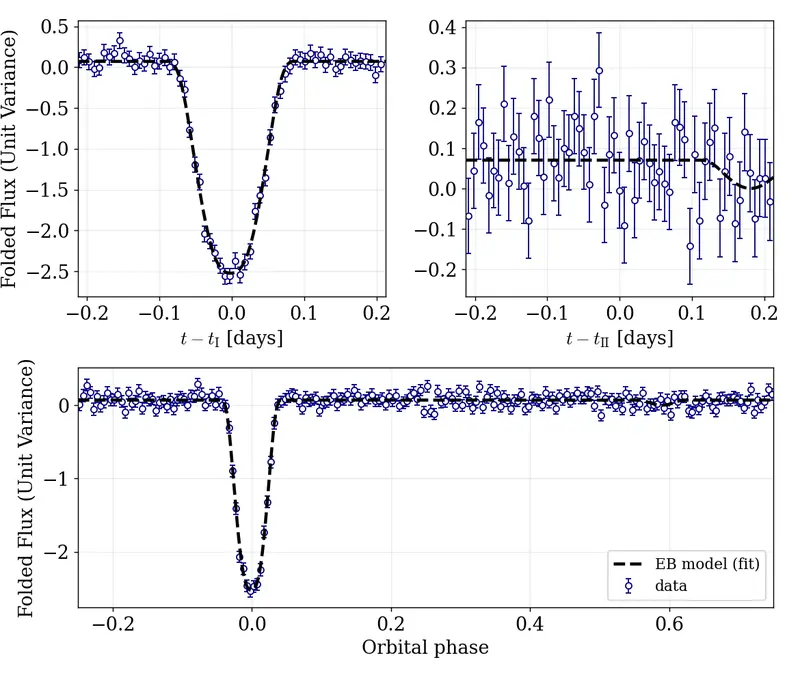 0.5
0.0
−0.5
−1.0
−1.5
−2.0
−2.5
Folded Flux (Unit Variance)
−0.2 −0.1 0.0 0.1 0.2
t − tI [days]
0.4
0.3
0.2
0.1
0.0
−0.1
−0.2
−0.2 −0.1 0.0 0.1 0.2
t − tII [days]
0
−1
−2
Folded Flux (Unit Variance)
EB model (fit)
data
−0.2 0.0 0.2 0.4 0.6
Orbital phase